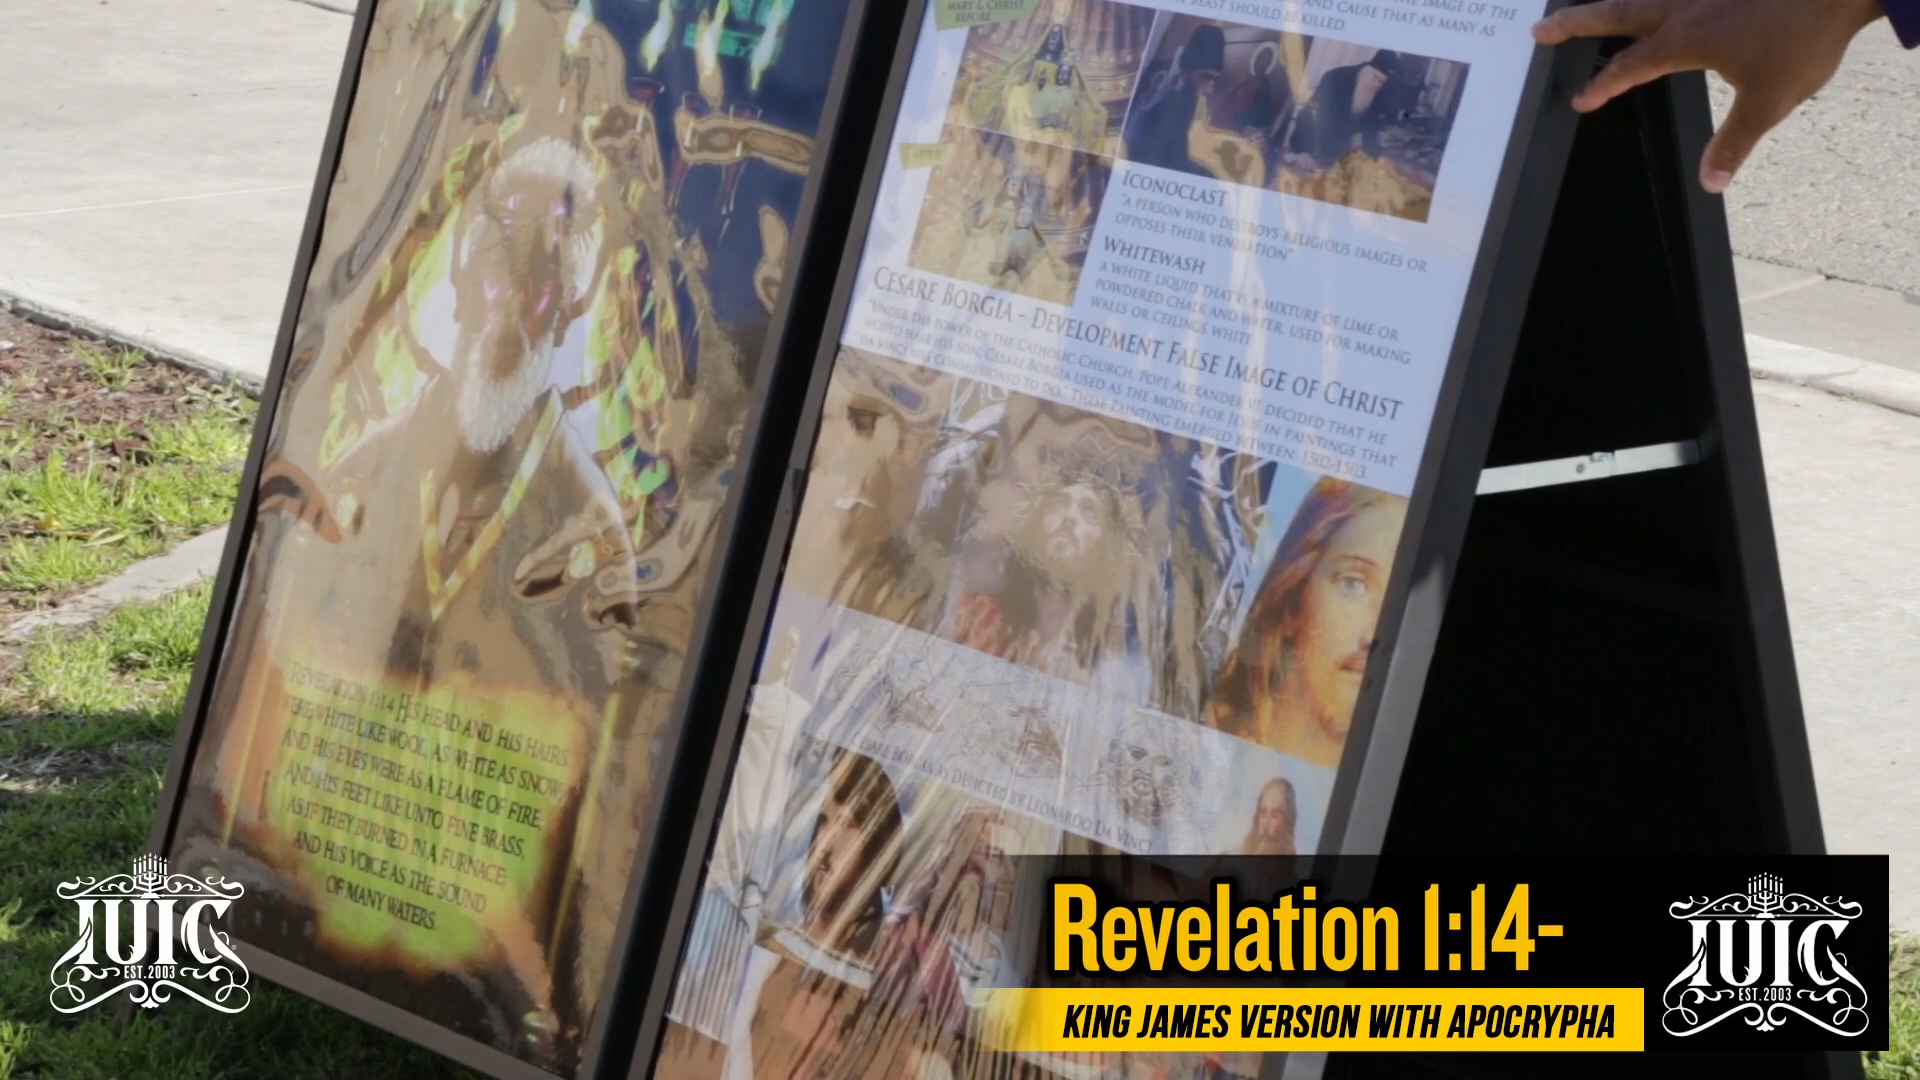 MARY & CHRIST
BEFORE
THE IMAGE OF THE
BEAST SHOULD BE KILLED.
AND CAUSE THAT AS MANY AS
ICONOCLAST
"A PERSON WHO DESTROYS RELIGIOUS IMAGES OR
OPPOSES THEIR VENERATION"
WHITEWASH
A WHITE LIQUID THAT IS A MIXTURE OF LIME OR
POWDERED CHALK AND WATER, USED FOR MAKING
WALLS OR CEILINGS WHITE
CESARE BORGIA - DEVELOPMENT FALSE IMAGE OF CHRIST
"UNDER THE POWER OF THE CATHOLIC CHURCH, POPE ALEXANDER VI DECIDED THAT HE
WOULD HAVE HIS SON, CESARE BORGIA USED AS THE MODEL FOR JESUS IN PAINTINGS THAT
DA VINCI WAS COMMISSIONED TO DO." THESE PAINTING EMERGED BETWEEN: 1502-1503
CESARE BORGIA AS DEPICTED BY LEONARDO DA VINCI
REVELATION 1:14 HIS HEAD AND HIS HAIRS
WERE WHITE LIKE WOOL, AS WHITE AS SNOW;
AND HIS EYES WERE AS A FLAME OF FIRE;
AND HIS FEET LIKE UNTO FINE BRASS,
AS IF THEY BURNED IN A FURNACE;
AND HIS VOICE AS THE SOUND
OF MANY WATERS.
IUIC
EST. 2003
Revelation 1:14-
KING JAMES VERSION WITH APOCRYPHA
IUIC
EST. 2003